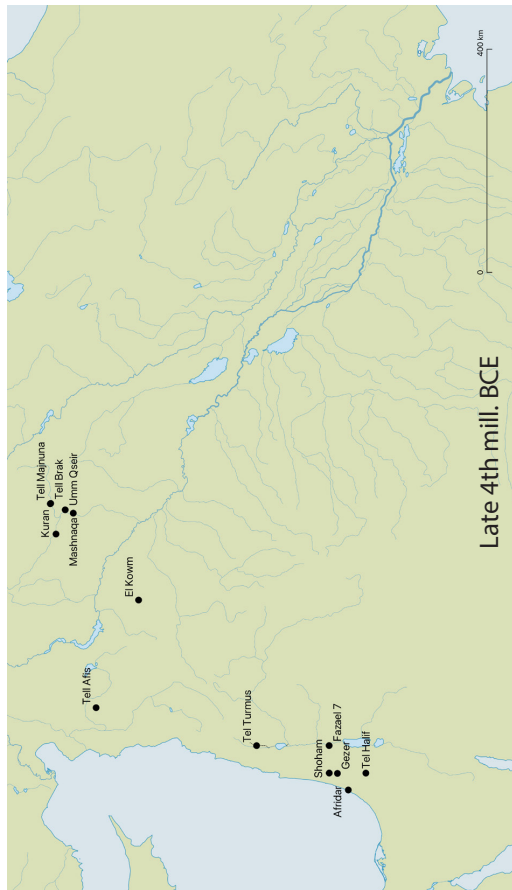 Kuran
Tell Majnuna
Tell Brak
Mashnaqa
Umm Qseir
El Kowm
Tell Afis
Tel Turmus
Shoham
Fazael 7
Gezer
Afridar
Tel Halif
Late 4th mill. BCE
0
400 km